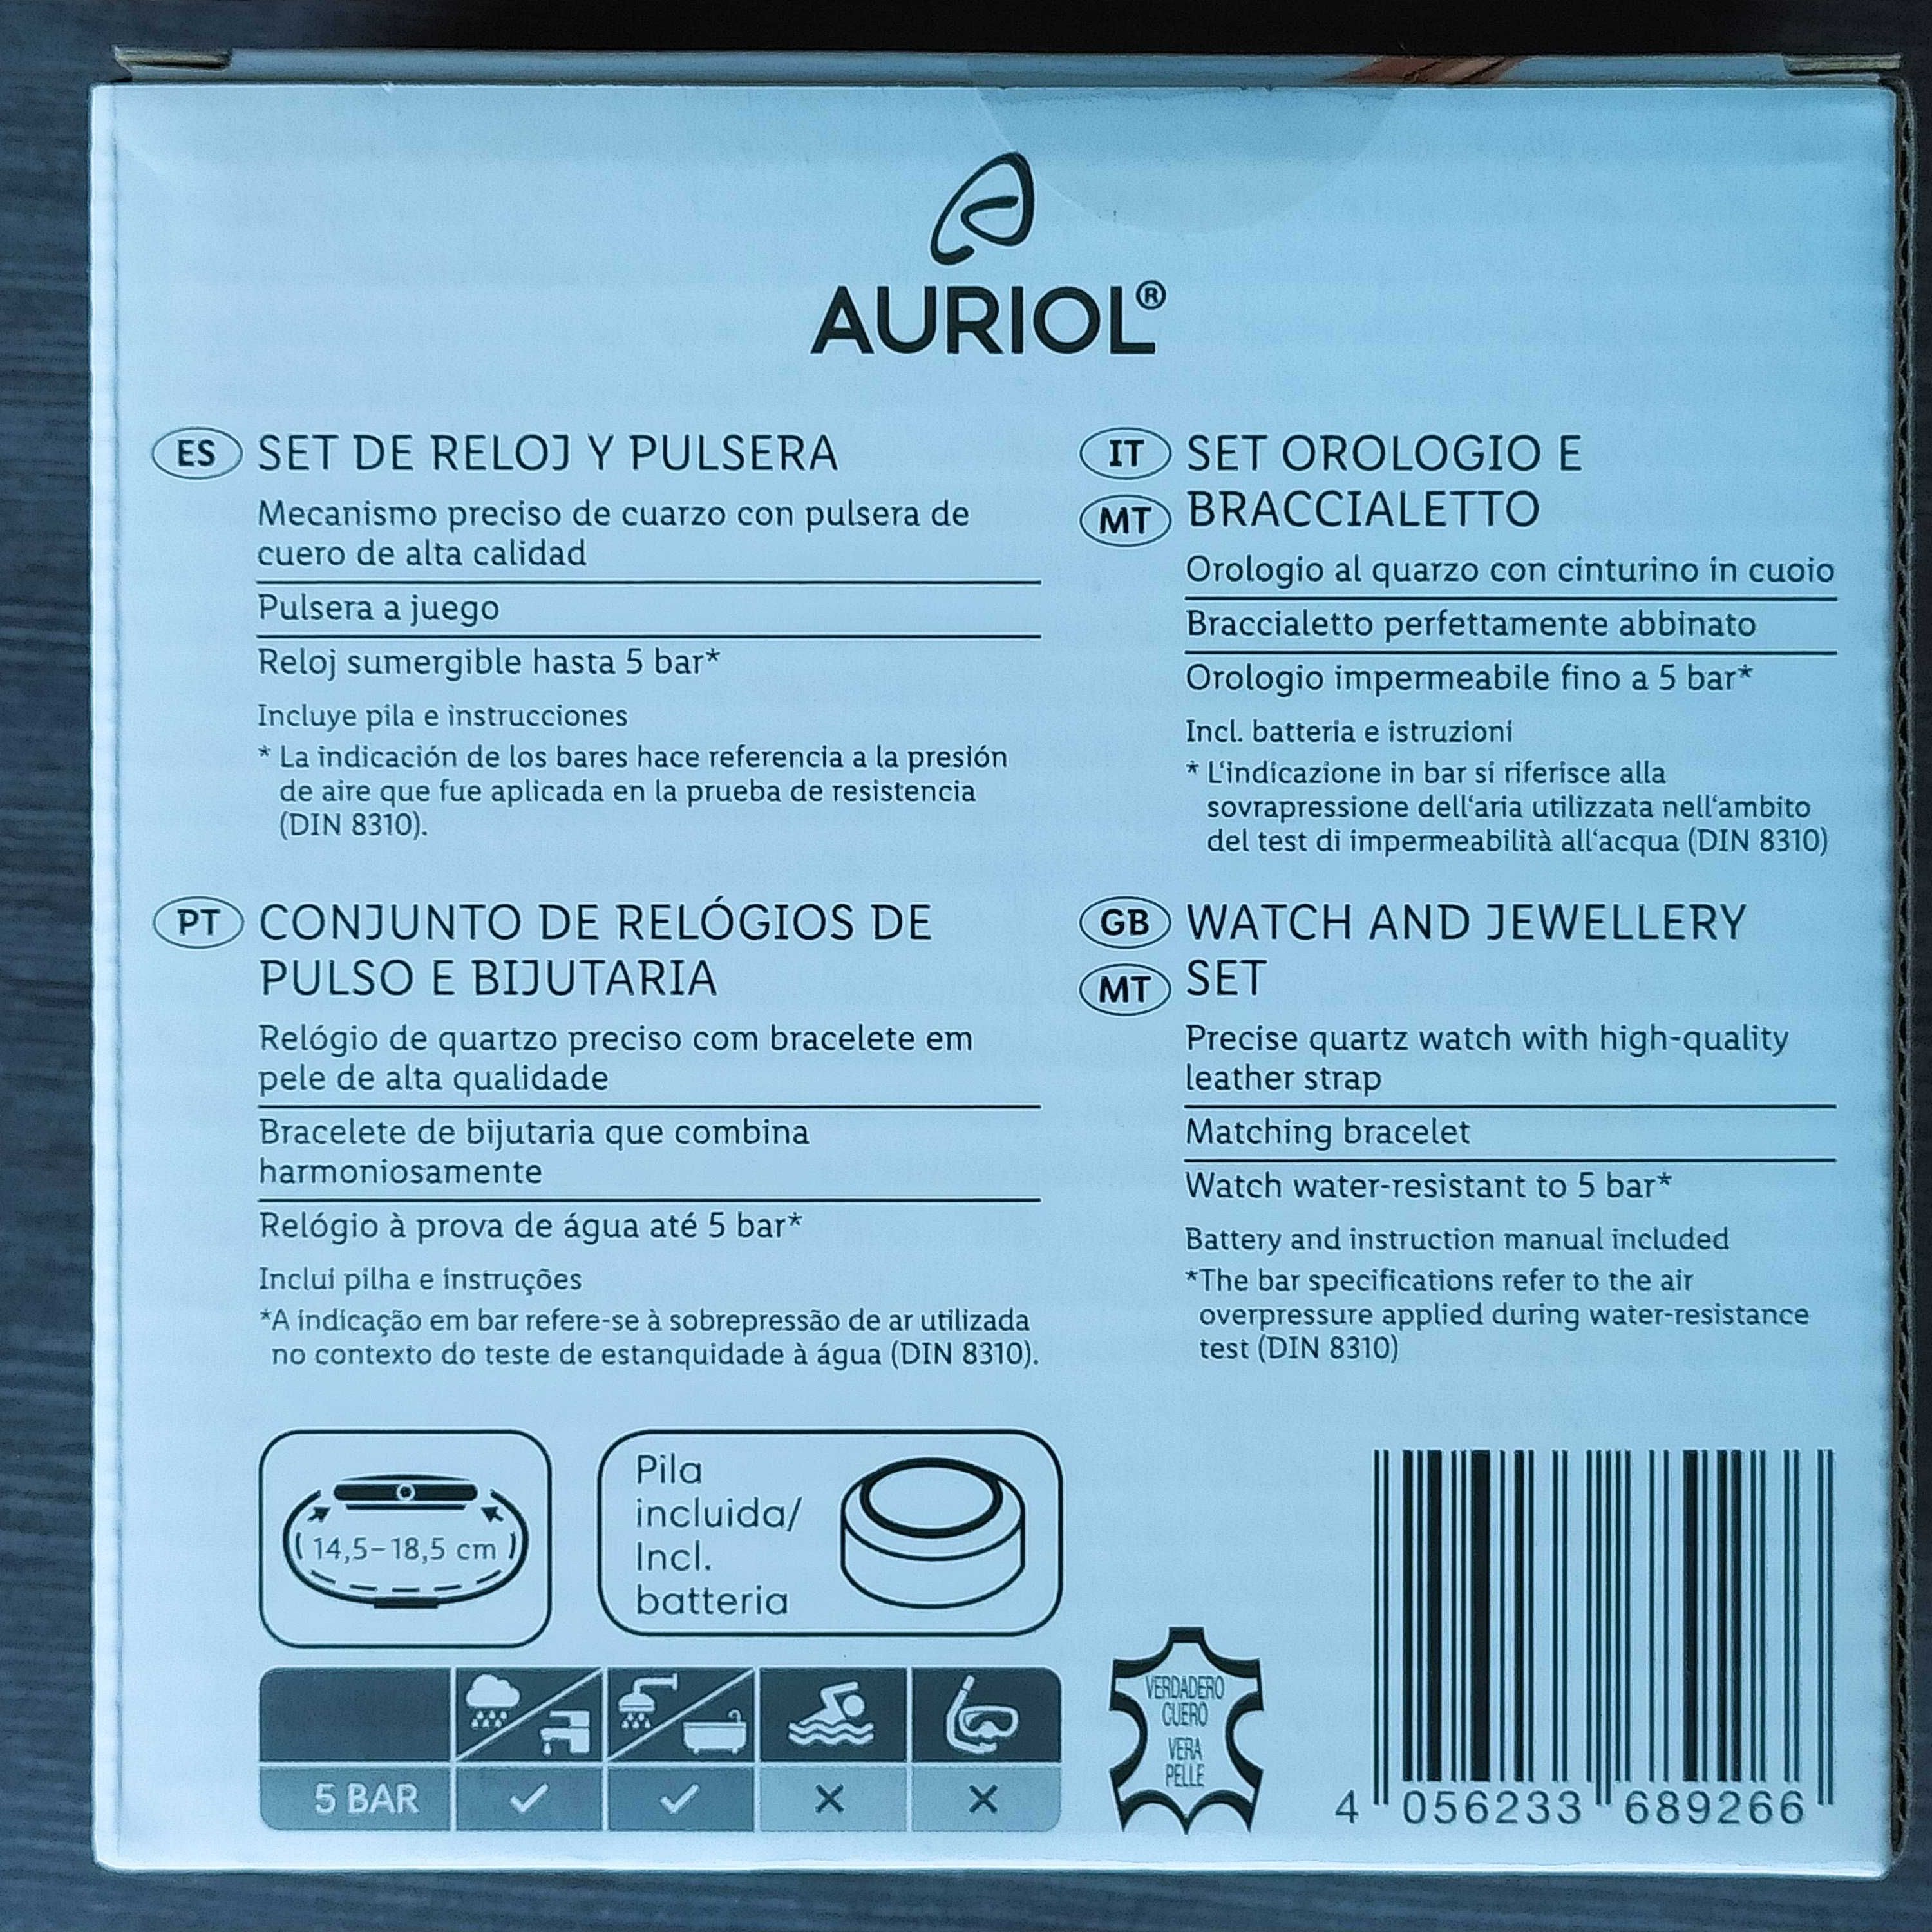 AURIOL®
ES SET DE RELOJ Y PULSERA
Mecanismo preciso de cuarzo con pulsera de
cuero de alta calidad
Pulsera a juego
Reloj sumergible hasta 5 bar*
Incluye pila e instrucciones
* La indicación de los bares hace referencia a la presión
de aire que fue aplicada en la prueba de resistencia
(DIN 8310).
IT SET OROLOGIO E
MT BRACCIALETTO
Orologio al quarzo con cinturino in cuoio
Braccialetto perfettamente abbinato
Orologio impermeabile fino a 5 bar*
Incl. batteria e istruzioni
* L‘indicazione in bar si riferisce alla
sovrapressione dell‘aria utilizzata nell‘ambito
del test di impermeabilità all‘acqua (DIN 8310)
PT CONJUNTO DE RELÓGIOS DE
PULSO E BIJUTARIA
Relógio de quartzo preciso com bracelete em
pele de alta qualidade
Bracelete de bijutaria que combina
harmoniosamente
Relógio à prova de água até 5 bar*
Inclui pilha e instruções
*A indicação em bar refere-se à sobrepressão de ar utilizada
no contexto do teste de estanquidade à água (DIN 8310).
GB WATCH AND JEWELLERY
MT SET
Precise quartz watch with high-quality
leather strap
Matching bracelet
Watch water-resistant to 5 bar*
Battery and instruction manual included
*The bar specifications refer to the air
overpressure applied during water-resistance
test (DIN 8310)
14,5–18,5 cm
Pila
incluida/
Incl.
batteria
5 BAR
VERDADERO
CUERO
VERA
PELLE
4 056233 689266